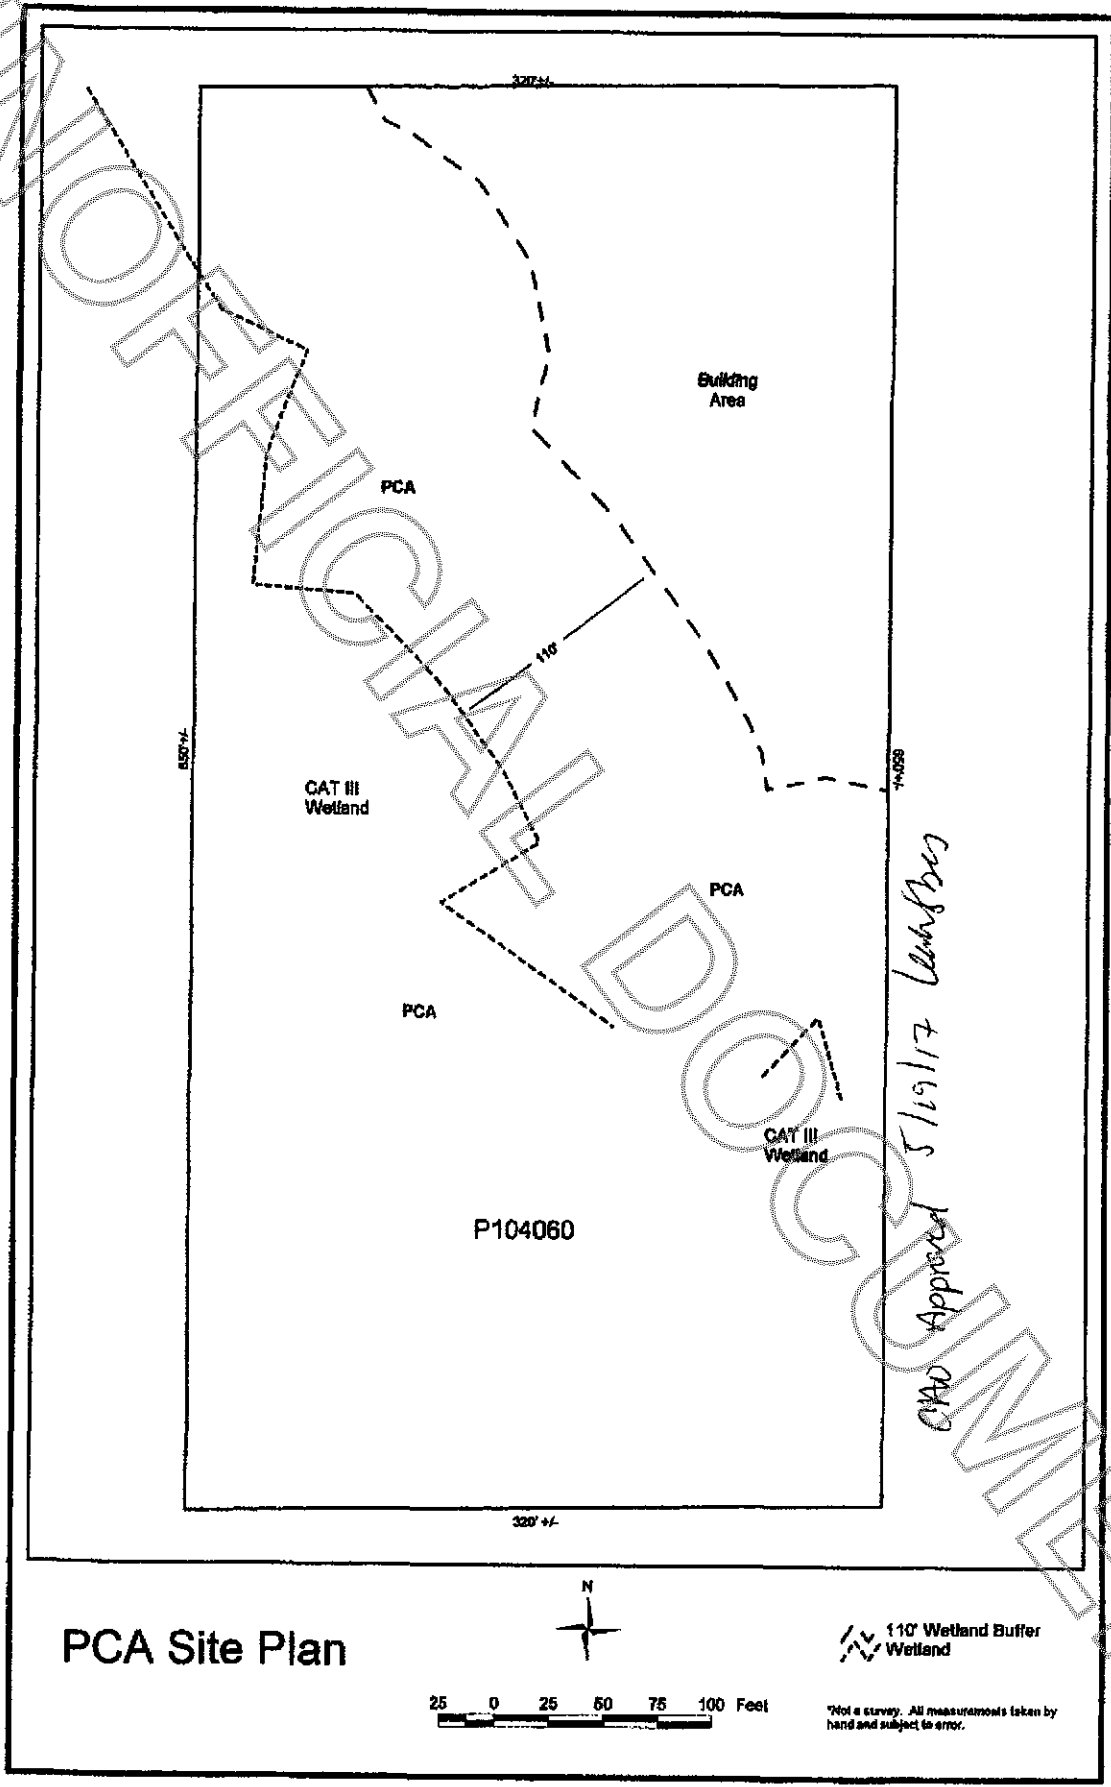 UNOFFICIAL DOCUMENT
320'+/-
Building
Area
PCA
110'
650'+/-
650'+/-
CAT III
Wetland
PCA
PCA
CAT III
Wetland
P104060
CAO Approved 5/19/17
320' +/-
N
PCA Site Plan
110' Wetland Buffer
Wetland
25 0 25 50 75 100 Feet
*Not a survey. All measurements taken by
hand and subject to error.